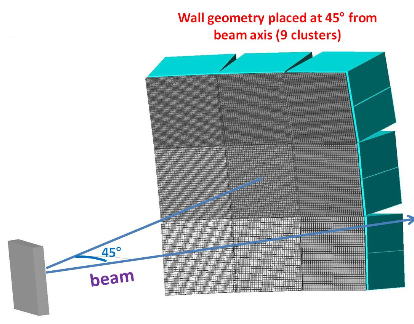 Wall geometry placed at 45° from
beam axis (9 clusters)
45°
beam